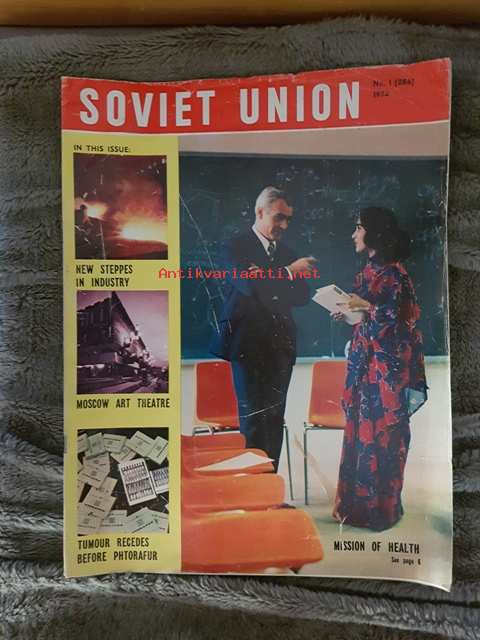 SOVIET UNION
No. 1 (286)
1974
IN THIS ISSUE:
NEW STEPPES
IN INDUSTRY
Antikvariaatti.net
MOSCOW ART THEATRE
TUMOUR RECEDES
BEFORE PHTORAFUR
MISSION OF HEALTH
See page 6